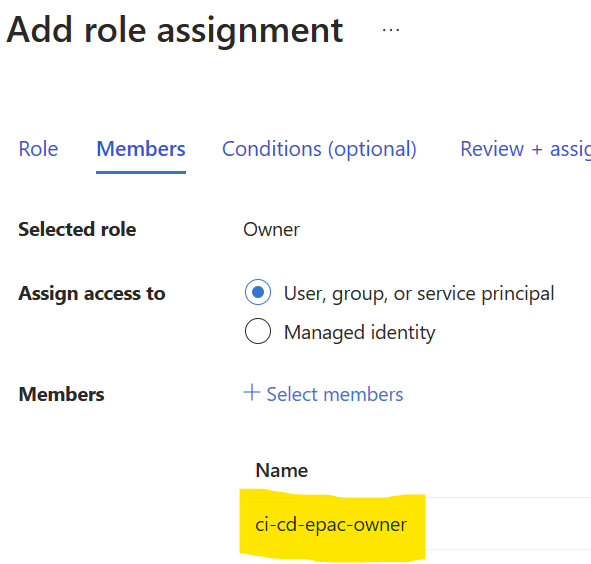 Add role assignment ...
Role Members Conditions (optional) Review + assig
Selected role Owner
Assign access to User, group, or service principal
Managed identity
Members + Select members
Name
ci-cd-epac-owner